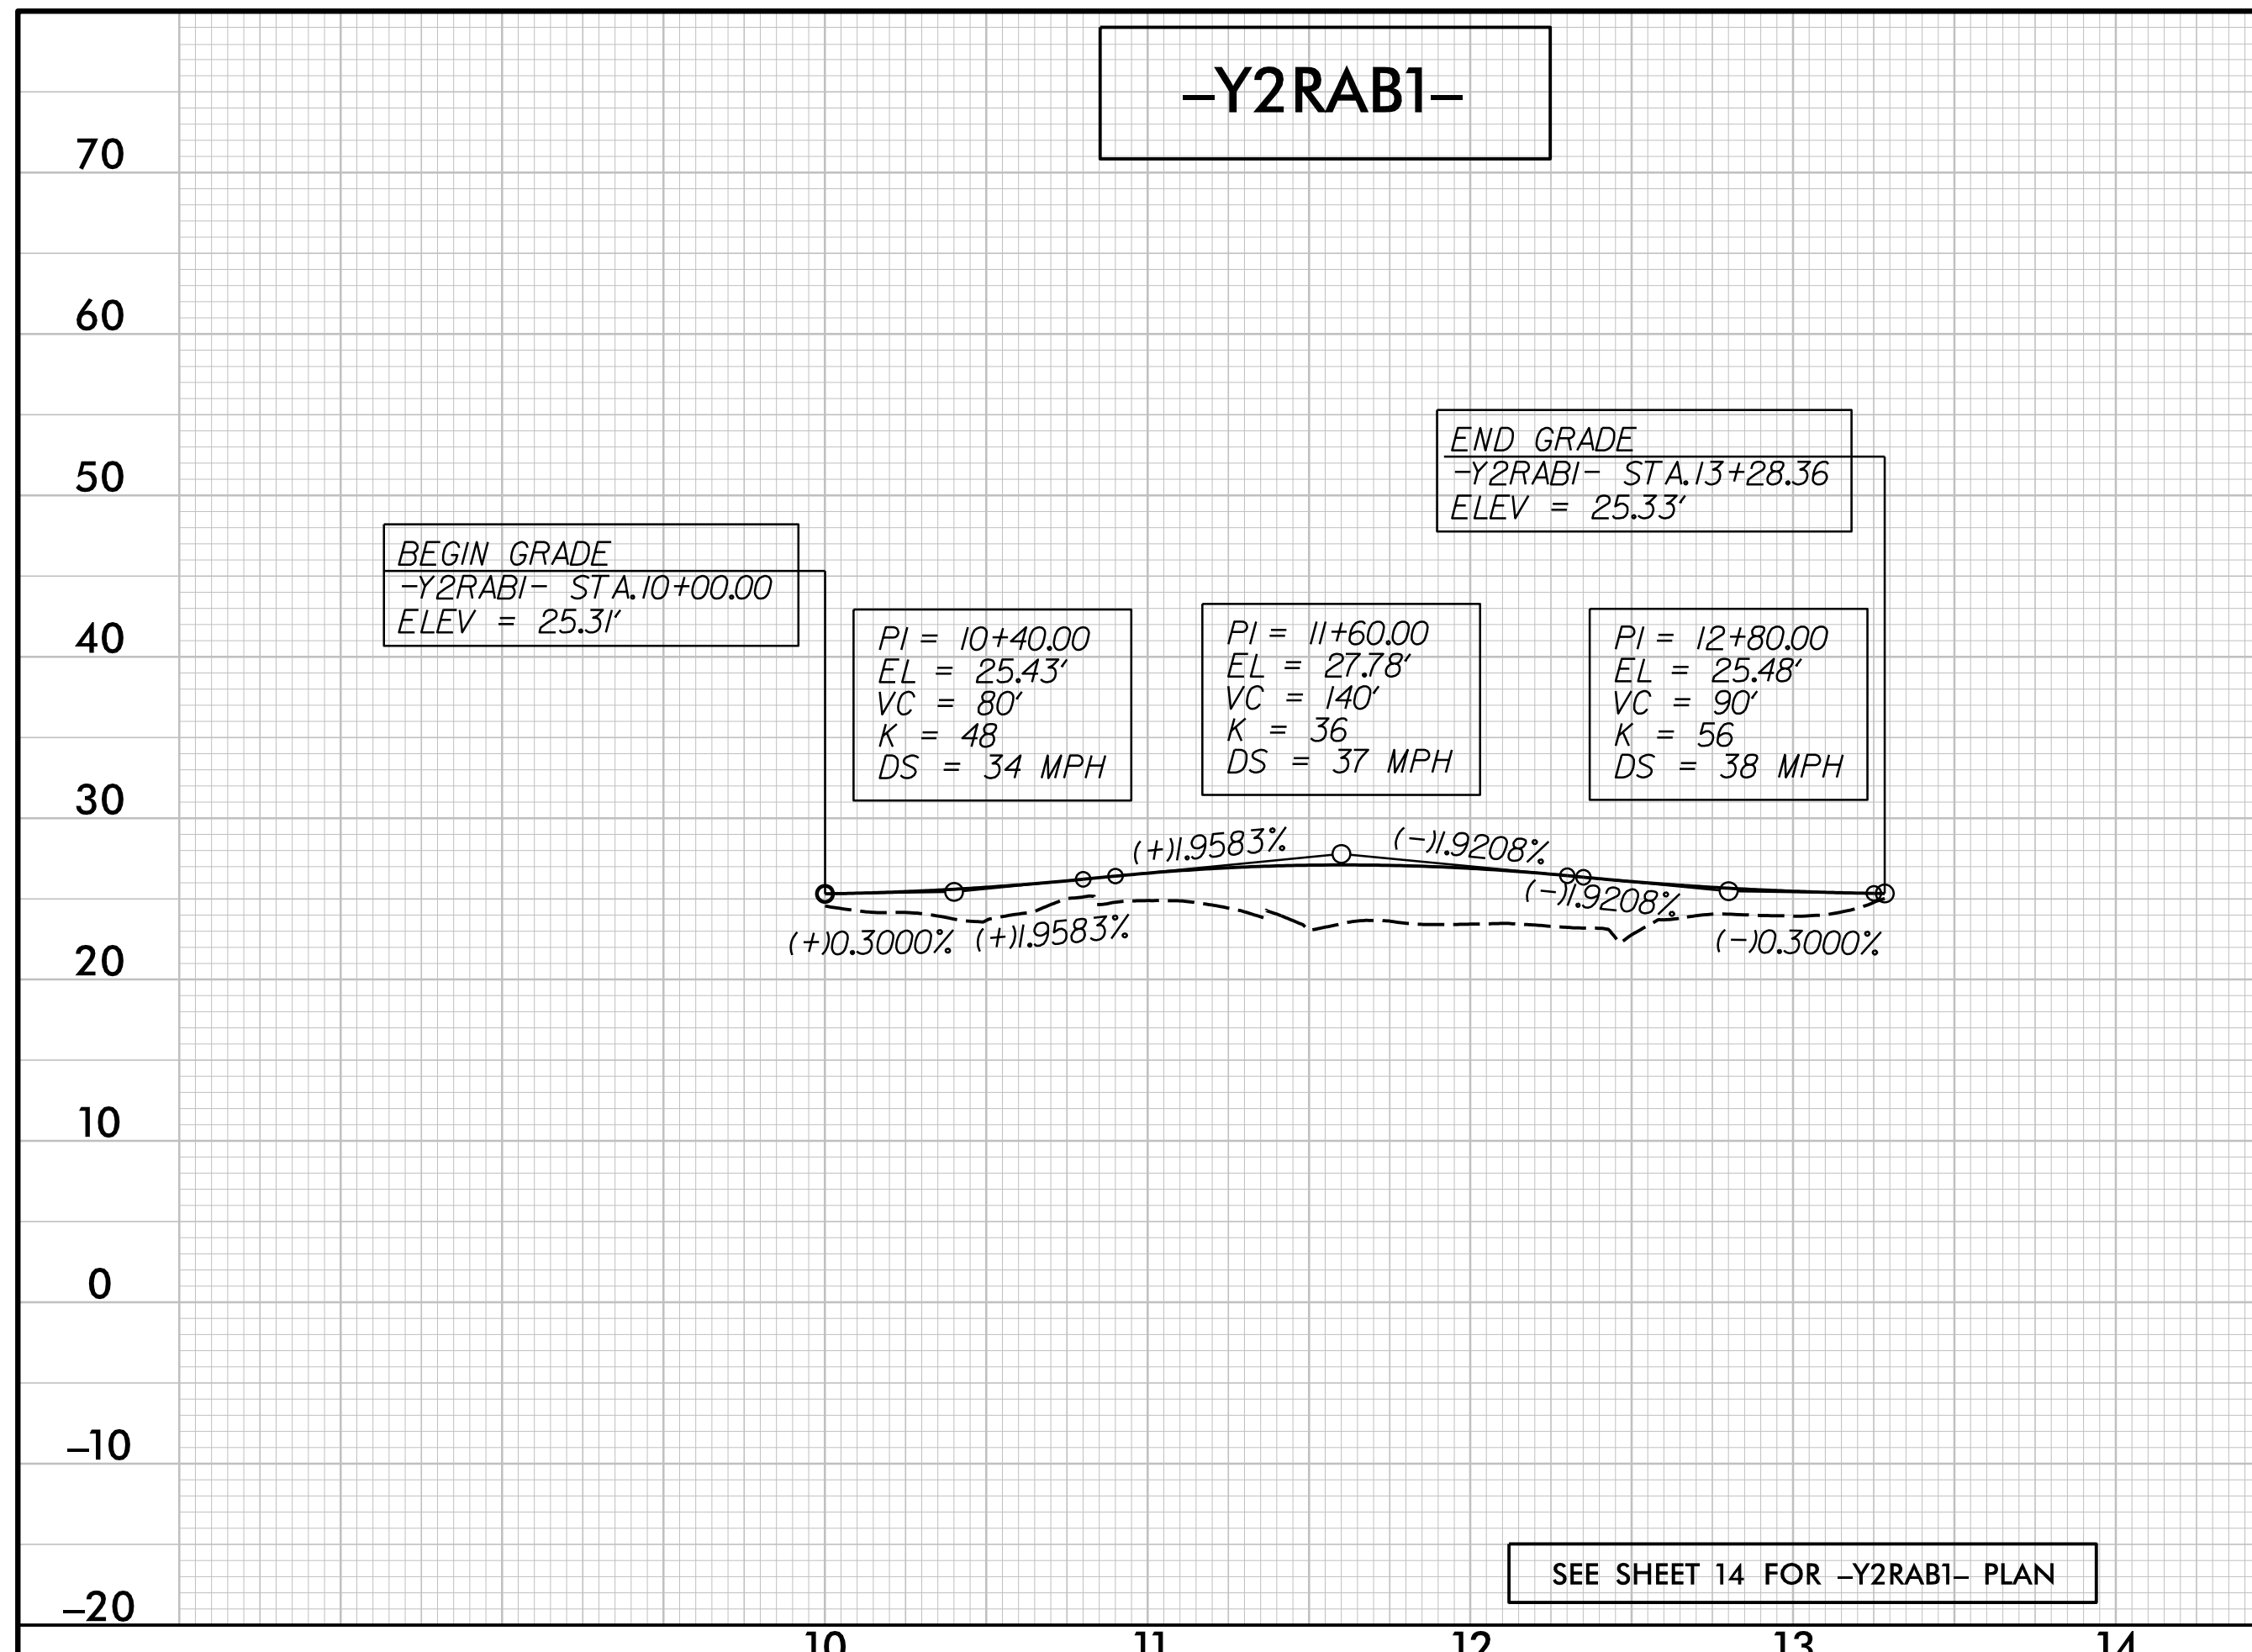 –Y2RAB1–
70
60
50
40
30
20
10
0
–10
–20
END GRADE
-Y2RAB1- STA.13+28.36
ELEV = 25.33'
BEGIN GRADE
-Y2RAB1- STA.10+00.00
ELEV = 25.31'
PI = 10+40.00
EL = 25.43'
VC = 80'
K = 48
DS = 34 MPH
PI = 11+60.00
EL = 27.78'
VC = 140'
K = 36
DS = 37 MPH
PI = 12+80.00
EL = 25.48'
VC = 90'
K = 56
DS = 38 MPH
(+)1.9583%
(-)1.9208%
(-)1.9208%
(+)0.3000%
(+)1.9583%
(-)0.3000%
SEE SHEET 14 FOR –Y2RAB1– PLAN
10 11 12 13 14